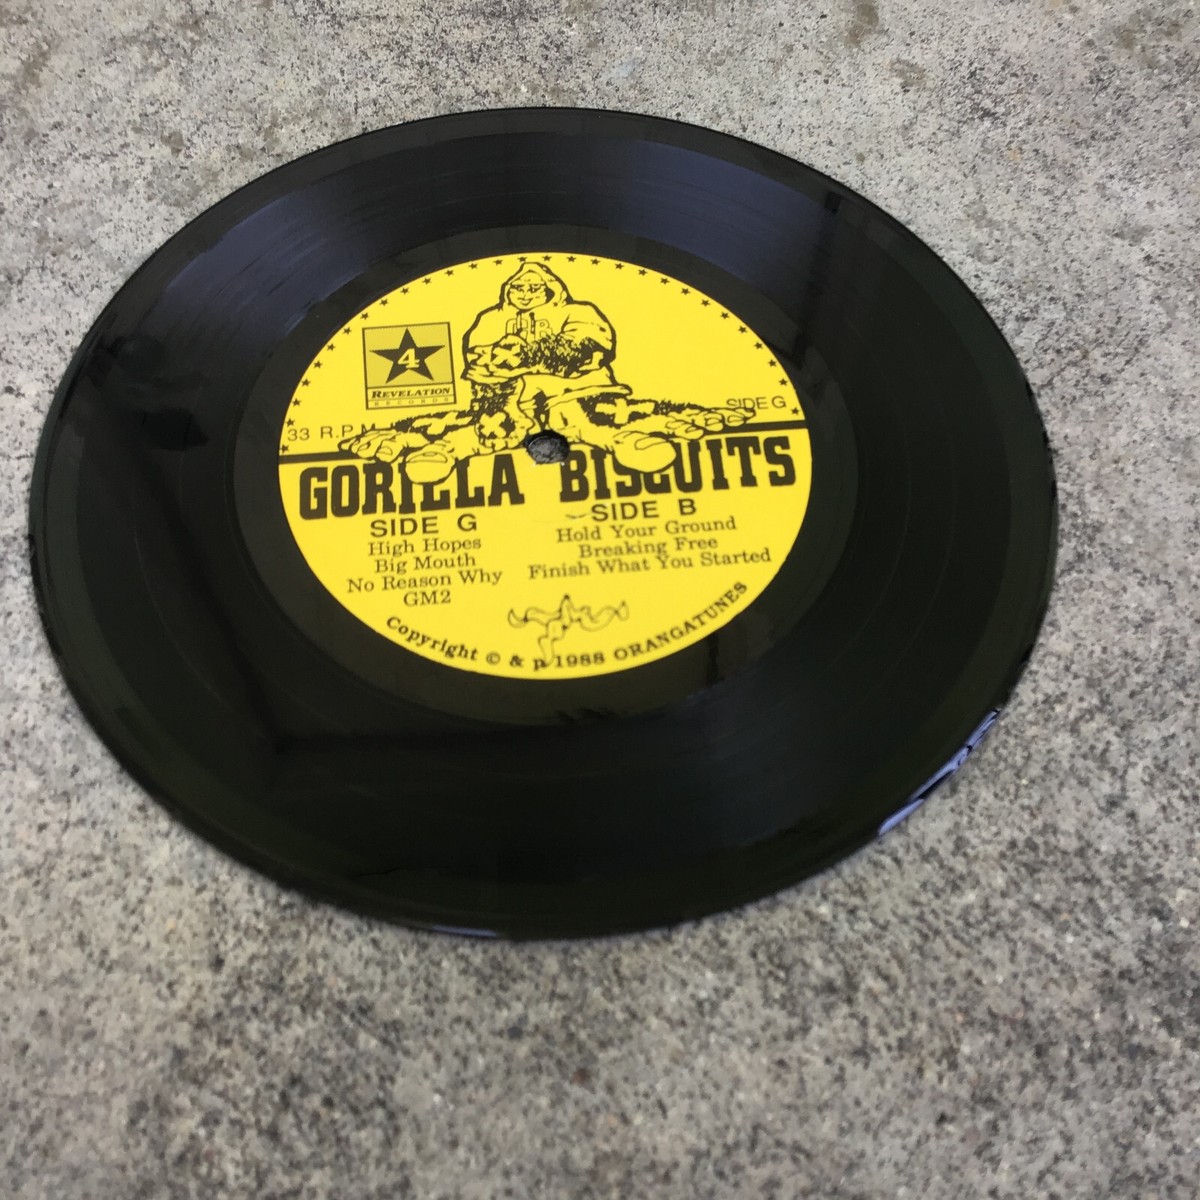 GR
4
REVELATION
RECORDS
33 R.P.M.
SIDE G
GORILLA BISCUITS
SIDE G
High Hopes
Big Mouth
No Reason Why
GM2
SIDE B
Hold Your Ground
Breaking Free
Finish What You Started
Copyright © & p 1988 ORANGATUNES